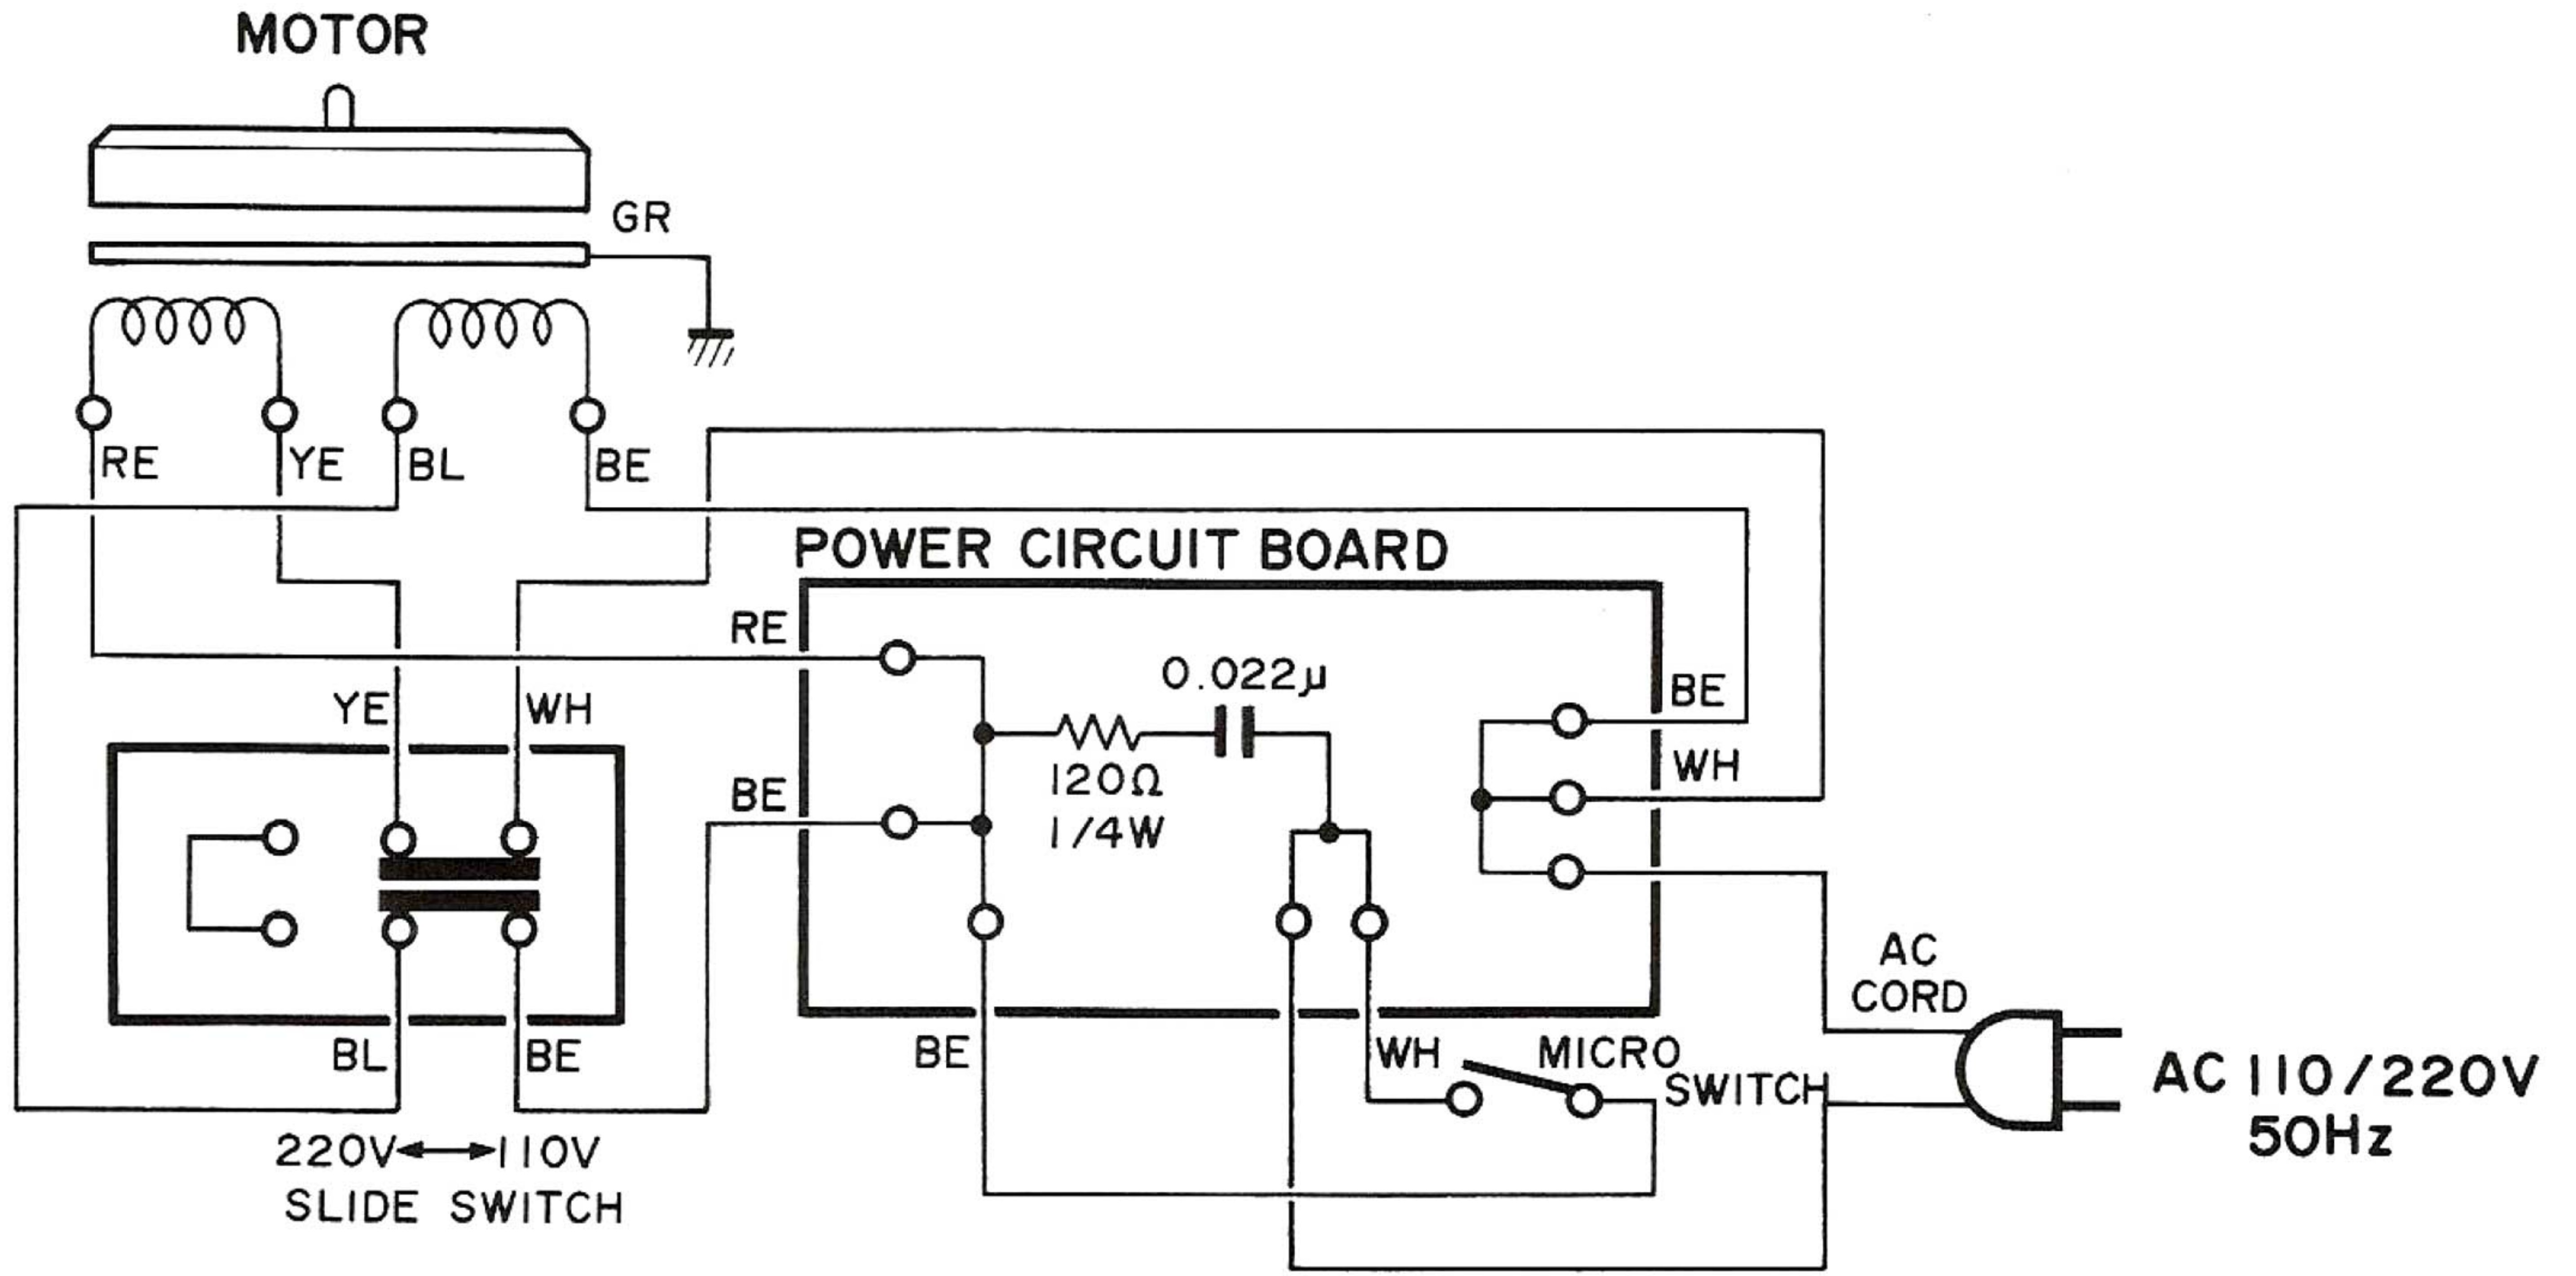 MOTOR
GR
RE
YE
BL
BE
POWER CIRCUIT BOARD
RE
0.022μ
BE
YE
WH
WH
120Ω
BE
1/4W
AC
CORD
BL
BE
BE
WH
MICRO
SWITCH
AC 110/220V
50Hz
220V
110V
SLIDE SWITCH